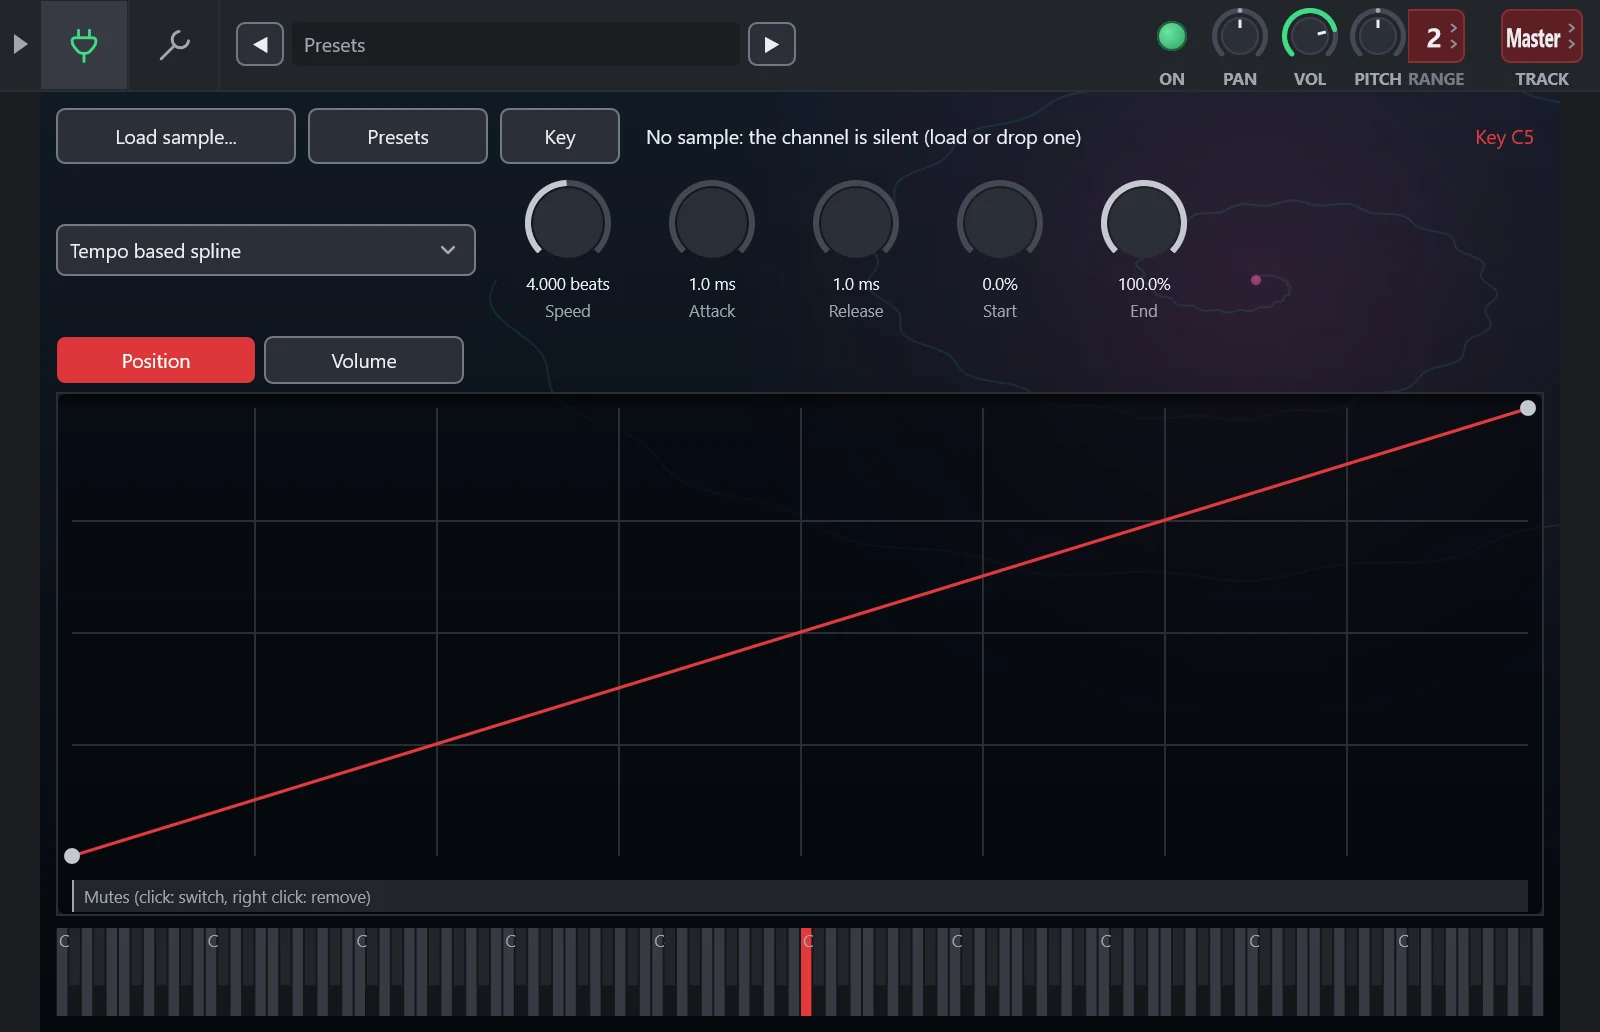 Presets
2
Master
ON
PAN
VOL
PITCH
RANGE
TRACK
Load sample...
Presets
Key
No sample: the channel is silent (load or drop one)
Key C5
Tempo based spline
4.000 beats
Speed
1.0 ms
Attack
1.0 ms
Release
0.0%
Start
100.0%
End
Position
Volume
Mutes (click: switch, right click: remove)
C C C C C C C C C C